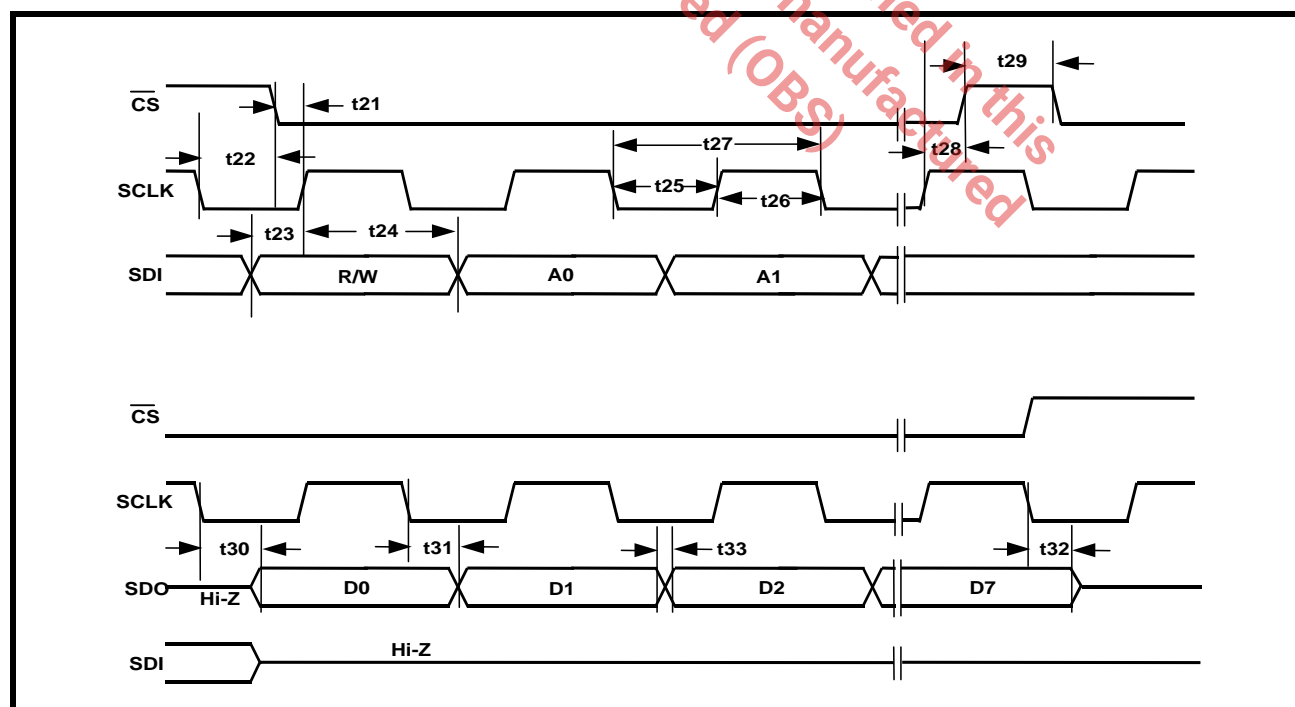 ned in this
manufactured
ed (OBS)
t29
CS
t21
t27
t28
t22
SCLK
t25
t26
t23
t24
SDI
R/W
A0
A1
CS
SCLK
t30
t31
t33
t32
SDO
Hi-Z
D0
D1
D2
D7
Hi-Z
SDI